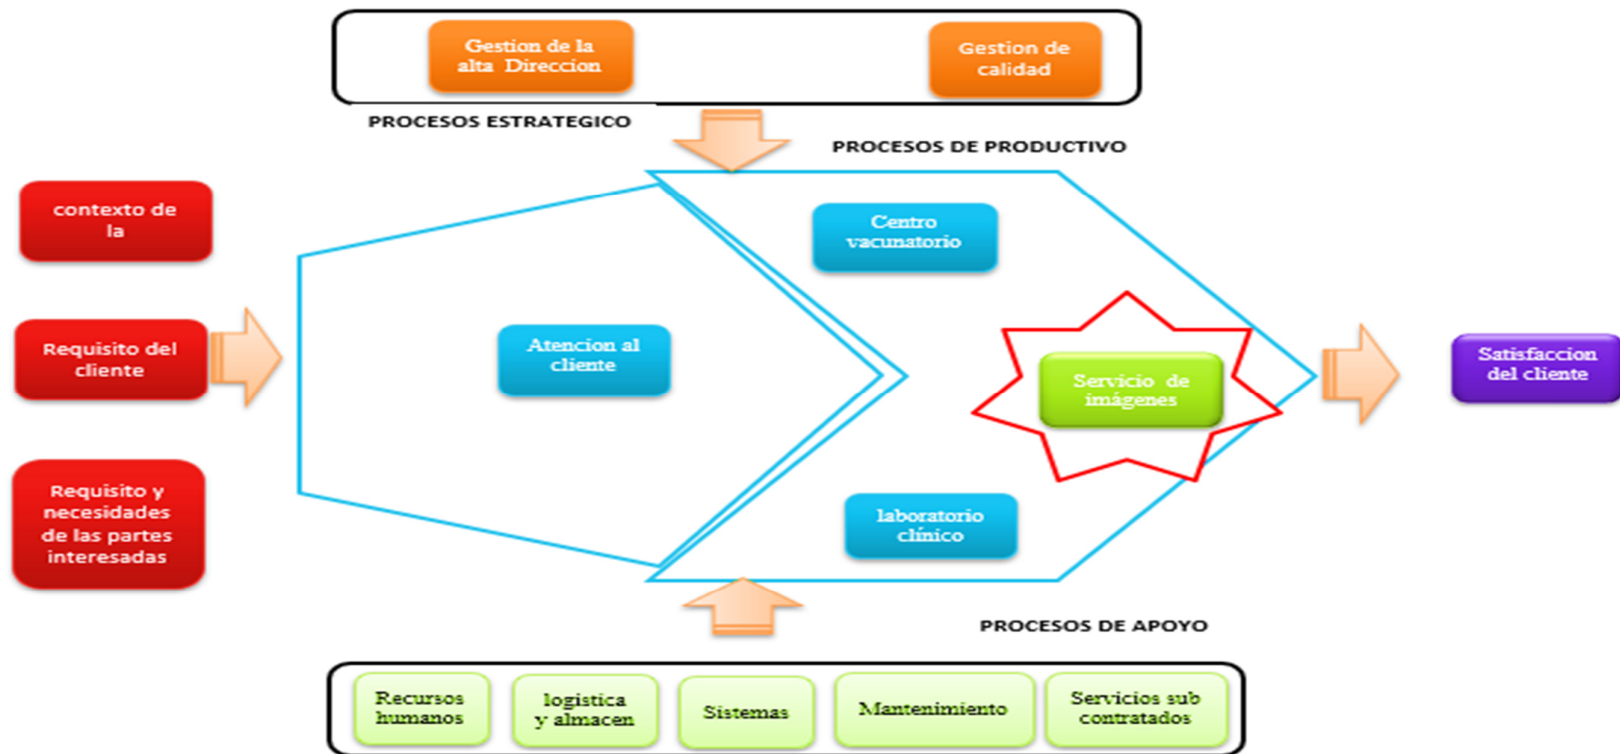 Gestion de la
alta Direccion
Gestion de
calidad
PROCESOS ESTRATEGICO
PROCESOS DE PRODUCTIVO
contexto de
la
Requisito del
cliente
Requisito y
necesidades
de las partes
interesadas
Atencion al
cliente
Centro
vacunatorio
Servicio de
imágenes
laboratorio
clínico
Satisfaccion
del cliente
PROCESOS DE APOYO
Recursos
humanos
logistica
y almacen
Sistemas
Mantenimiento
Servicios sub
contratados